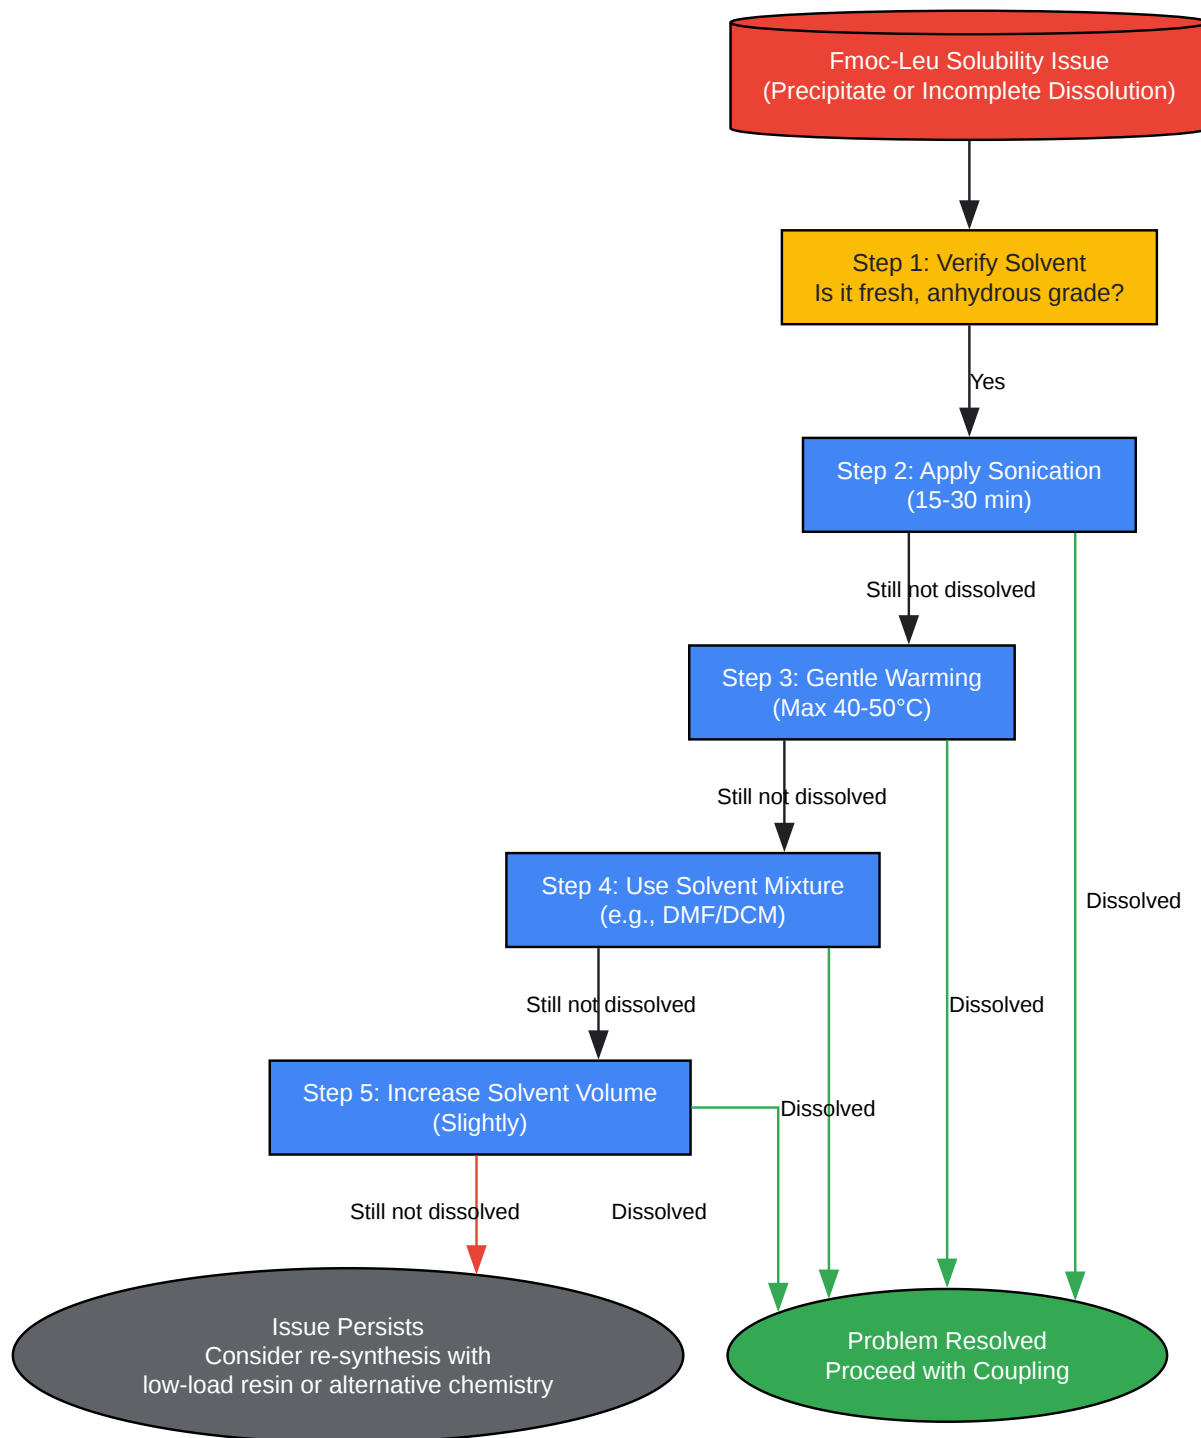 Fmoc-Leu Solubility Issue
(Precipitate or Incomplete Dissolution)
Step 1: Verify Solvent
Is it fresh, anhydrous grade?
Yes
Step 2: Apply Sonication
(15-30 min)
Still not dissolved
Step 3: Gentle Warming
(Max 40-50°C)
Still not dissolved
Step 4: Use Solvent Mixture
(e.g., DMF/DCM)
Dissolved
Still not dissolved
Dissolved
Step 5: Increase Solvent Volume
(Slightly)
Dissolved
Still not dissolved
Dissolved
Issue Persists
Consider re-synthesis with
low-load resin or alternative chemistry
Problem Resolved
Proceed with Coupling